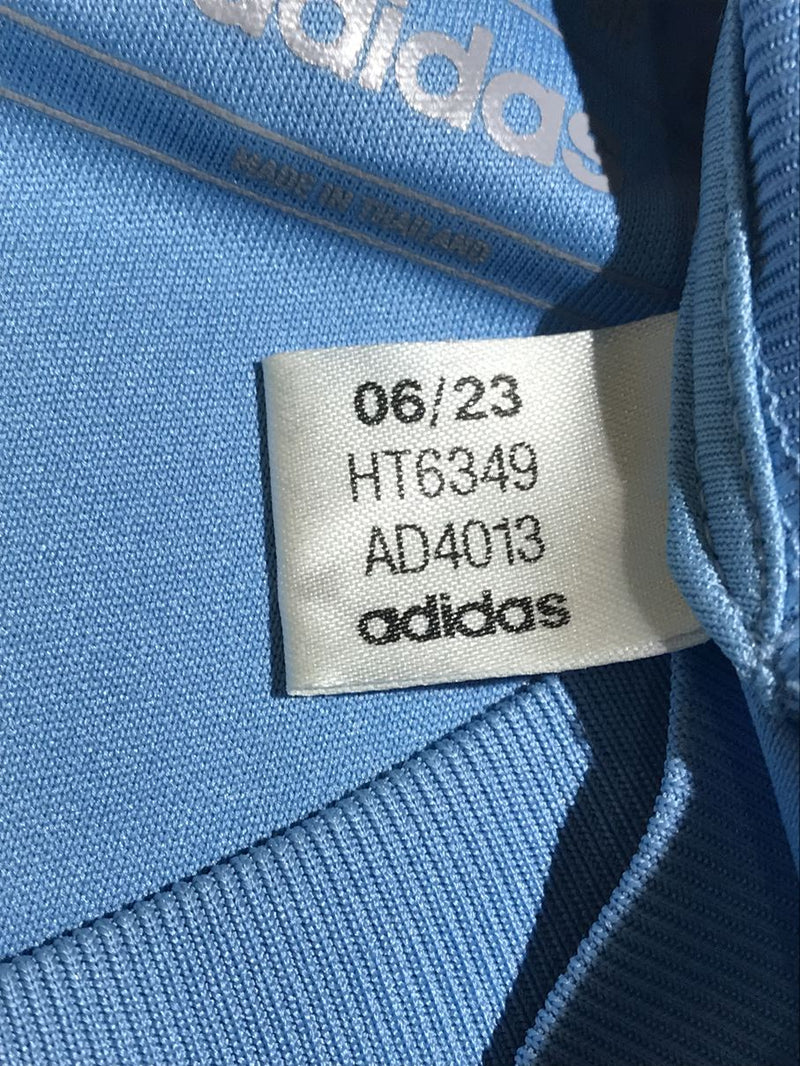 adidas
MADE IN THAILAND
06/23
HT6349
AD4013
adidas